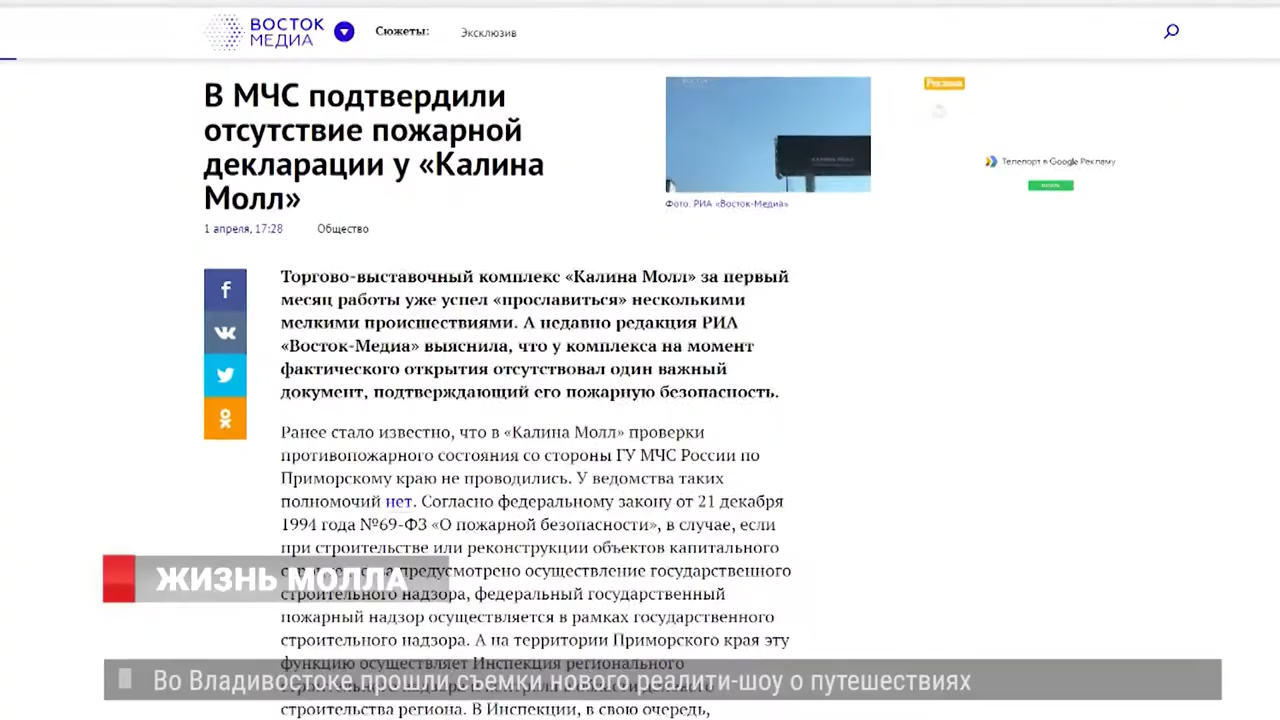 ВОСТОК
МЕДИА
Сюжеты:
Эксклюзив
В МЧС подтвердили
отсутствие пожарной
декларации у «Калина
Молл»
1 апреля, 17:28
Общество
Фото: РИА «Восток-Медиа»
Реклама
Телепорт в Google Рекламу
Торгово-выставочный комплекс «Калина Молл» за первый
месяц работы уже успел «прославиться» несколькими
мелкими происшествиями. А недавно редакция РИА
«Восток-Медиа» выяснила, что у комплекса на момент
фактического открытия отсутствовал один важный
документ, подтверждающий его пожарную безопасность.
Ранее стало известно, что в «Калина Молл» проверки
противопожарного состояния со стороны ГУ МЧС России по
Приморскому краю не проводились. У ведомства таких
полномочий нет. Согласно федеральному закону от 21 декабря
1994 года №69-ФЗ «О пожарной безопасности», в случае, если
при строительстве или реконструкции объектов капитального
предусмотрено осуществление государственного
ЖИЗНЬ МОЛЛА
строительного надзора, федеральный государственный
пожарный надзор осуществляется в рамках государственного
строительного надзора. А на территории Приморского края эту
функцию осуществляет Инспекция регионального
Во Владивостоке прошли съемки нового реалити-шоу о путешествиях
строительства региона. В Инспекции, в свою очередь,